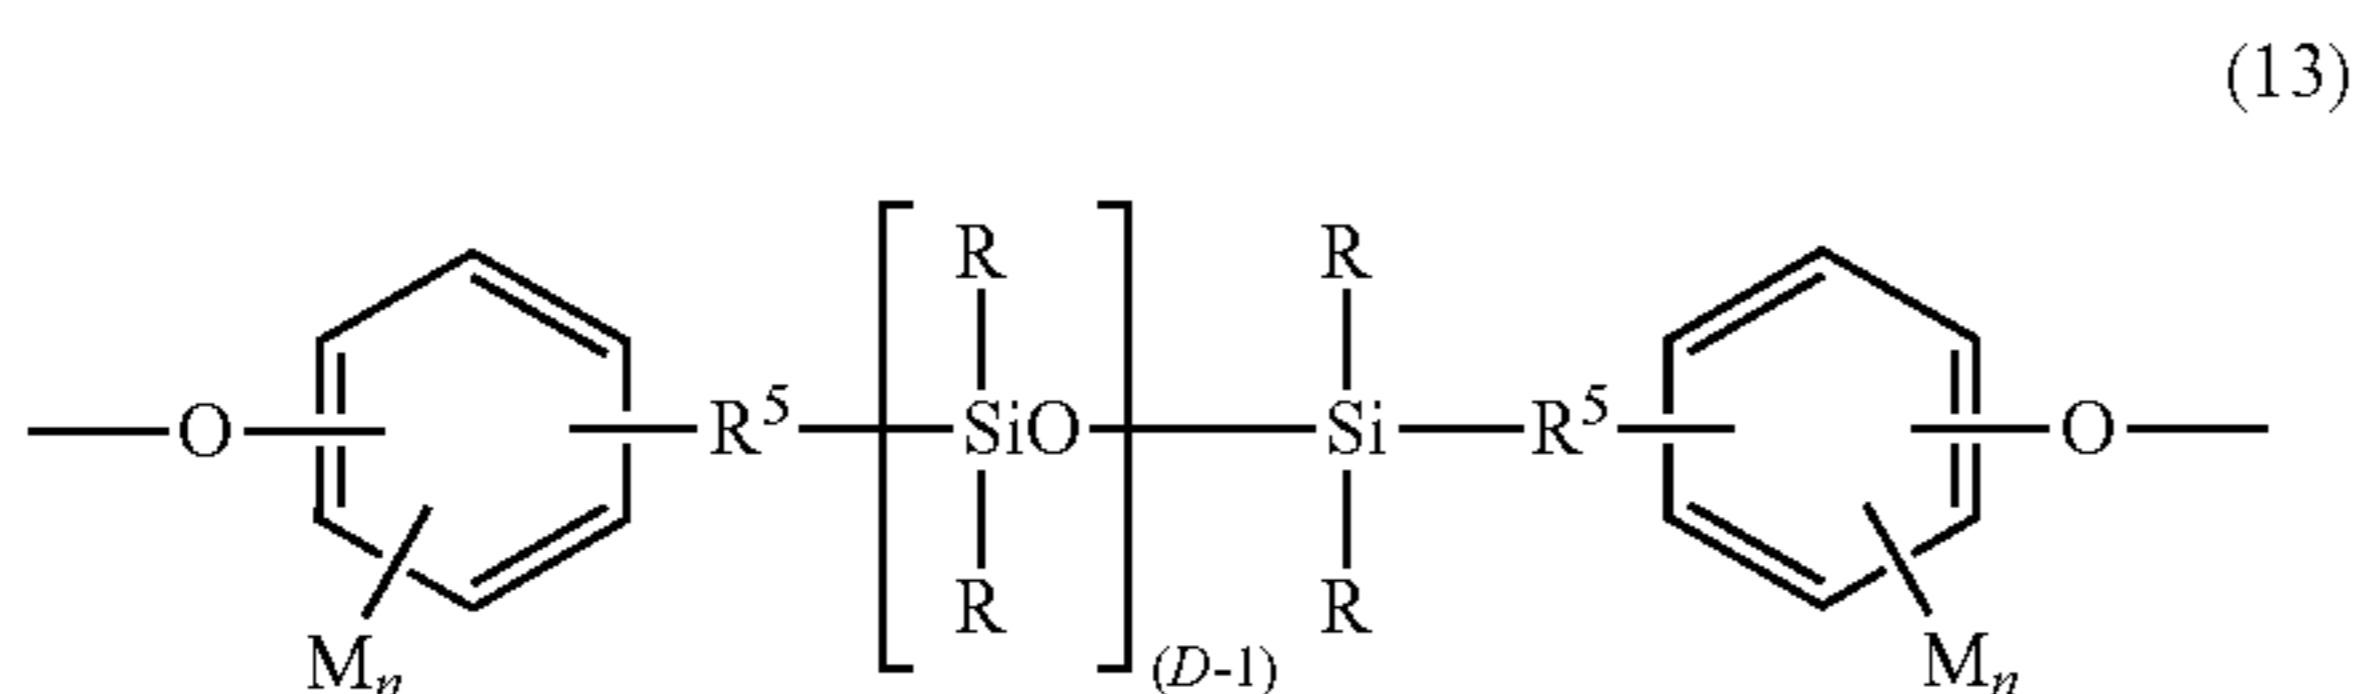 (13)
R R
O R⁵ SiO Si R⁵ O
R R
Mₙ (D-1) Mₙ